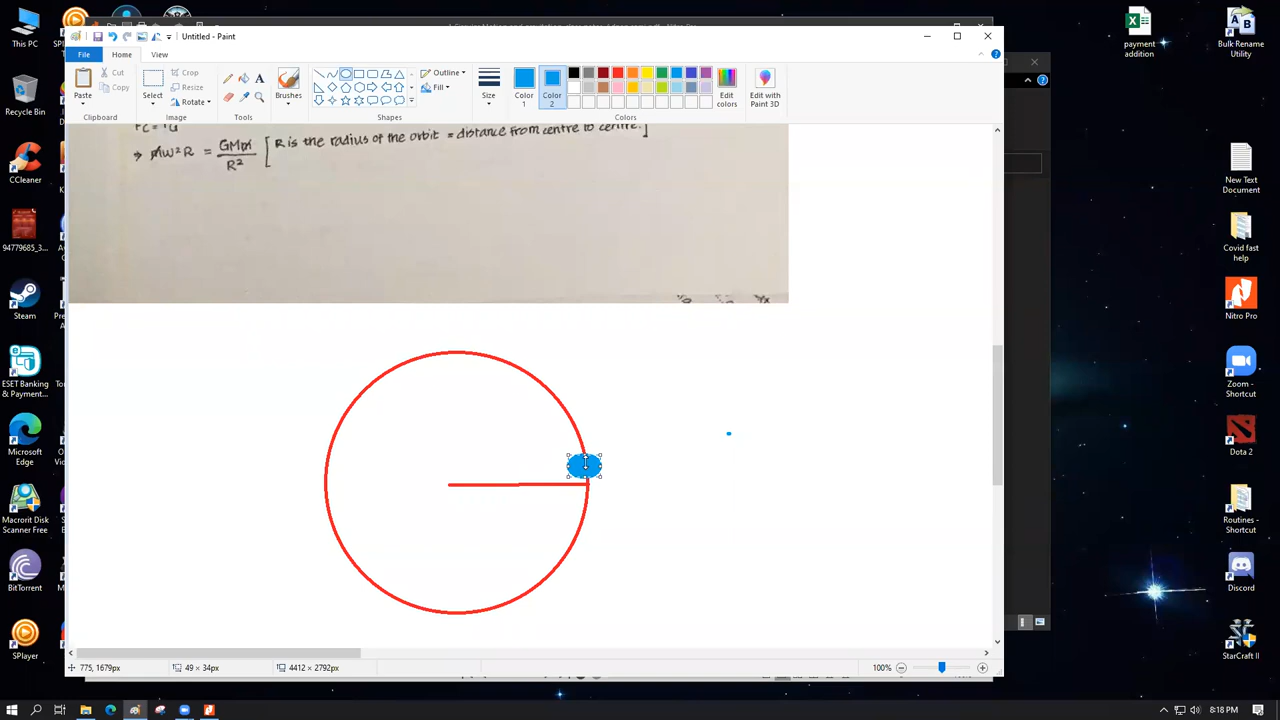 This PC
Recycle Bin
CCleaner
94779685_3...
Steam
ESET Banking
& Payment...
Microsoft
Edge
Macrorit Disk
Scanner Free
BitTorrent
SPlayer
Untitled - Paint
File
Home
View
Paste
Cut
Copy
Clipboard
Select
Crop
Resize
Rotate
Image
A
Tools
Brushes
Outline
Fill
Shapes
Size
Color
1
Color
2
Edit
colors
Edit with
Paint 3D
Colors
⇒ mω²R = GMm/R² [R is the radius of the orbit = distance from centre to centre.]
775, 1679px
49 × 34px
4412 × 2792px
100%
payment
addition
Bulk Rename
Utility
New Text
Document
Covid fast
help
Nitro Pro
Zoom -
Shortcut
Dota 2
Routines -
Shortcut
Discord
StarCraft II
8:18 PM